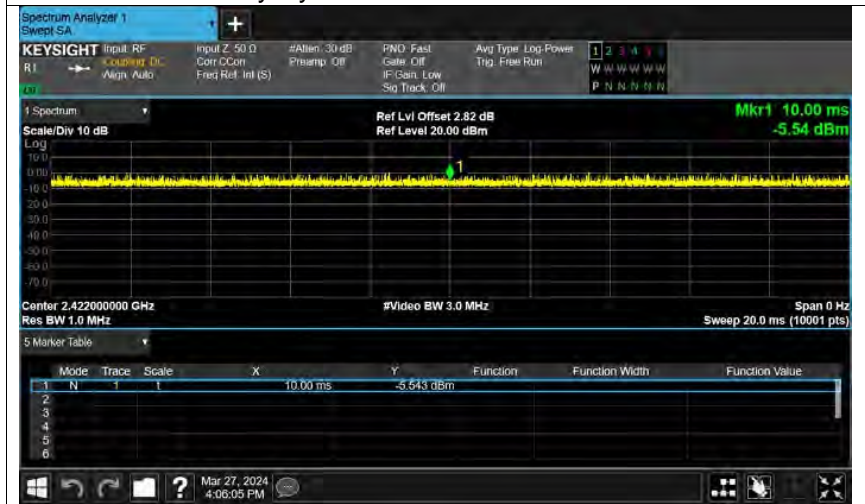 Spectrum Analyzer 1
Swept SA
+
KEYSIGHT Input: RF Input Z: 50 Ω #Atten: 30 dB PNO: Fast Avg Type: Log-Power 1 2 3 4 5 6
RL Coupling: DC Corr CCorr Preamp: Off Gate: Off Trig: Free Run W W W W W W
Align: Auto Freq Ref: Int (S) IF Gain: Low P N N N N N
Sig Track: Off
1 Spectrum Ref Lvl Offset 2.82 dB Mkr1 10.00 ms
Scale/Div 10 dB Ref Level 20.00 dBm -5.54 dBm
Log
10.0
0.00
1
-10.0
-20.0
-30.0
-40.0
-50.0
-60.0
-70.0
Center 2.422000000 GHz #Video BW 3.0 MHz Span 0 Hz
Res BW 1.0 MHz Sweep 20.0 ms (10001 pts)
5 Marker Table
Mode Trace Scale X Y Function Function Width Function Value
1 N 1 t 10.00 ms -5.543 dBm
2
3
4
5
6
? Mar 27, 2024
4:06:05 PM